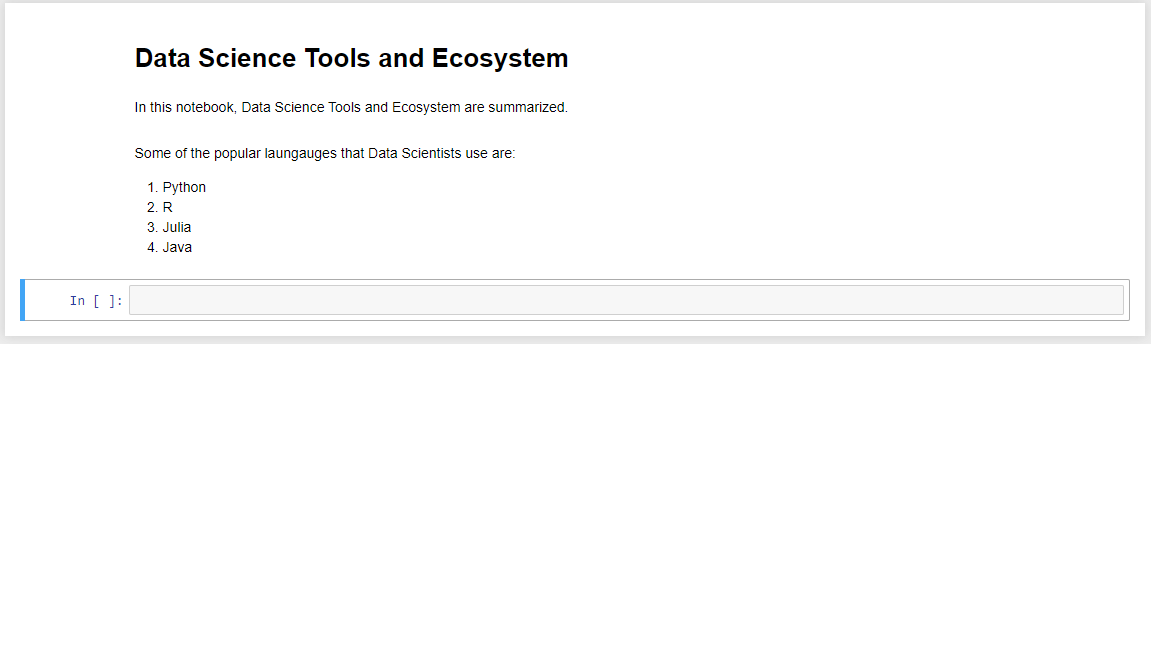 Data Science Tools and Ecosystem
In this notebook, Data Science Tools and Ecosystem are summarized.
Some of the popular laungauges that Data Scientists use are:
1. Python
2. R
3. Julia
4. Java
In [ ]: